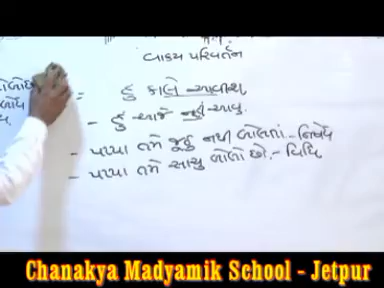 વાક્ય પરિવર્તન
= હું કાલે આવીશ
- હું આજે નહીં આવું.
- પપ્પા તમે જૂઠું નથી બોલતાં. - નિષેધ
- પપ્પા તમે સાચુ બોલો છો. - વિધિ
Chanakya Madyamik School - Jetpur